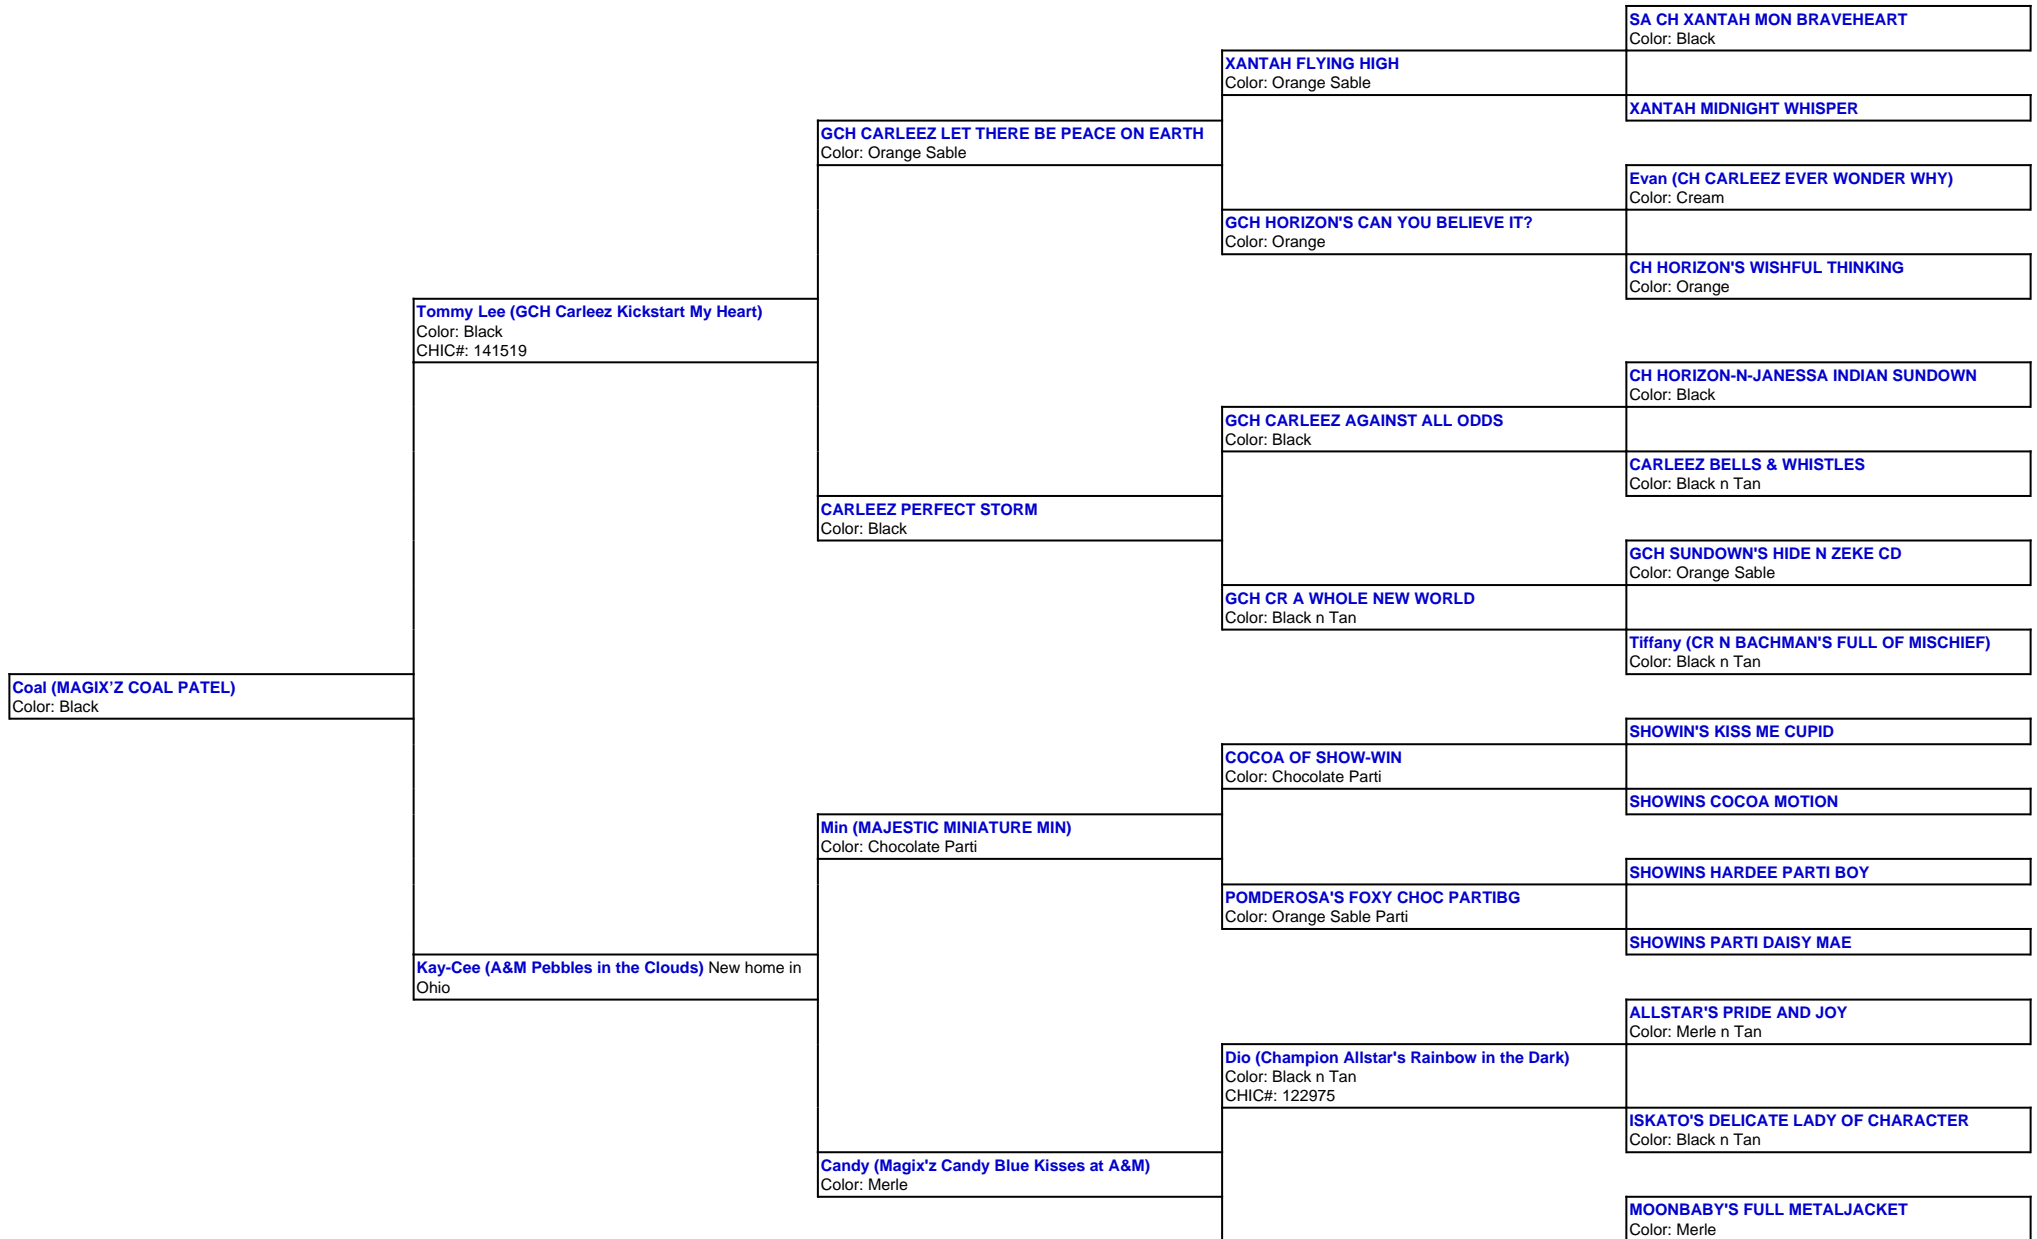 SA CH XANTAH MON BRAVEHEART
Color: Black
XANTAH FLYING HIGH
Color: Orange Sable
XANTAH MIDNIGHT WHISPER
GCH CARLEEZ LET THERE BE PEACE ON EARTH
Color: Orange Sable
Evan (CH CARLEEZ EVER WONDER WHY)
Color: Cream
GCH HORIZON'S CAN YOU BELIEVE IT?
Color: Orange
CH HORIZON'S WISHFUL THINKING
Color: Orange
Tommy Lee (GCH Carleez Kickstart My Heart)
Color: Black
CHIC#: 141519
CH HORIZON-N-JANESSA INDIAN SUNDOWN
Color: Black
GCH CARLEEZ AGAINST ALL ODDS
Color: Black
CARLEEZ BELLS & WHISTLES
Color: Black n Tan
CARLEEZ PERFECT STORM
Color: Black
GCH SUNDOWN'S HIDE N ZEKE CD
Color: Orange Sable
GCH CR A WHOLE NEW WORLD
Color: Black n Tan
Tiffany (CR N BACHMAN'S FULL OF MISCHIEF)
Color: Black n Tan
Coal (MAGIX’Z COAL PATEL)
Color: Black
SHOWIN'S KISS ME CUPID
COCOA OF SHOW-WIN
Color: Chocolate Parti
SHOWINS COCOA MOTION
Min (MAJESTIC MINIATURE MIN)
Color: Chocolate Parti
SHOWINS HARDEE PARTI BOY
POMDEROSA'S FOXY CHOC PARTIBG
Color: Orange Sable Parti
SHOWINS PARTI DAISY MAE
Kay-Cee (A&M Pebbles in the Clouds) New home in
Ohio
ALLSTAR'S PRIDE AND JOY
Color: Merle n Tan
Dio (Champion Allstar's Rainbow in the Dark)
Color: Black n Tan
CHIC#: 122975
ISKATO'S DELICATE LADY OF CHARACTER
Color: Black n Tan
Candy (Magix'z Candy Blue Kisses at A&M)
Color: Merle
MOONBABY'S FULL METALJACKET
Color: Merle